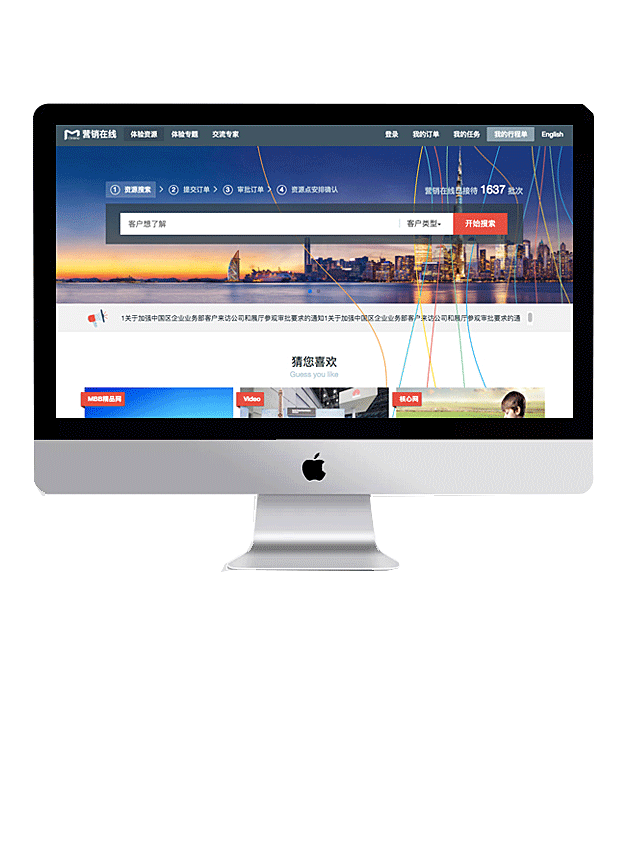 营销在线 体验资源 体验专题 交流专家 登录 我的订单 我的任务 我的行程单 English
1 资源搜索 2 提交订单 3 审批订单 4 资源点安排确认 营销在线已接待 1637 批次
客户想了解 客户类型 开始搜索
1关于加强中国区企业业务部客户来访公司和展厅参观审批要求的通知1关于加强中国区企业业务部客户来访公司和展厅参观审批要求的通
猜您喜欢
Guess you like
MBB精品网 Video 核心网